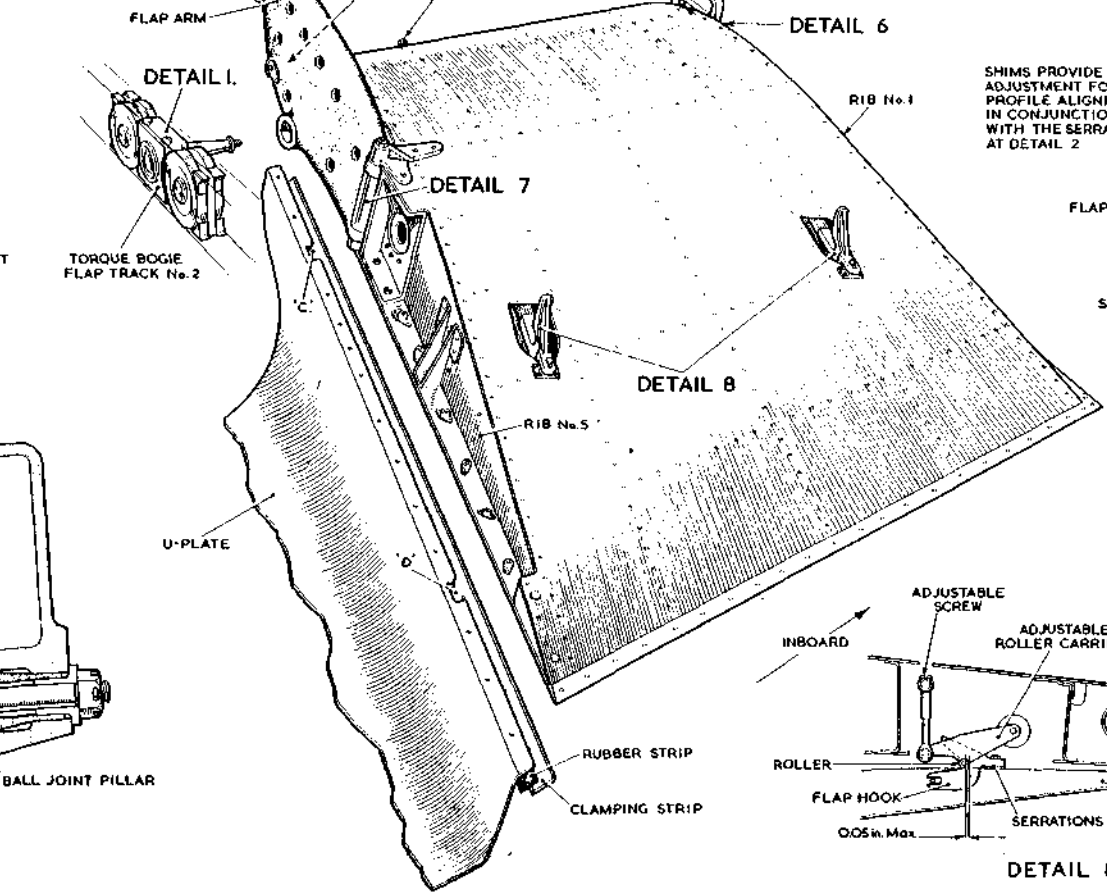 FLAP ARM
DETAIL 6
DETAIL 1.
SHIMS PROVIDE
ADJUSTMENT FO
PROFILE ALIGN
IN CONJUNCTIO
WITH THE SERRA
AT DETAIL 2
RIB No.1
DETAIL 7
FLAP
T
TORQUE BOGIE
FLAP TRACK No.2
'C'
S
DETAIL 8
RIB No.5
U-PLATE
ADJUSTABLE
SCREW
INBOARD
ADJUSTABLE
ROLLER CARRI
RUBBER STRIP
ROLLER
BALL JOINT PILLAR
FLAP HOOK
CLAMPING STRIP
SERRATIONS
0.05 in. Max.
DETAIL